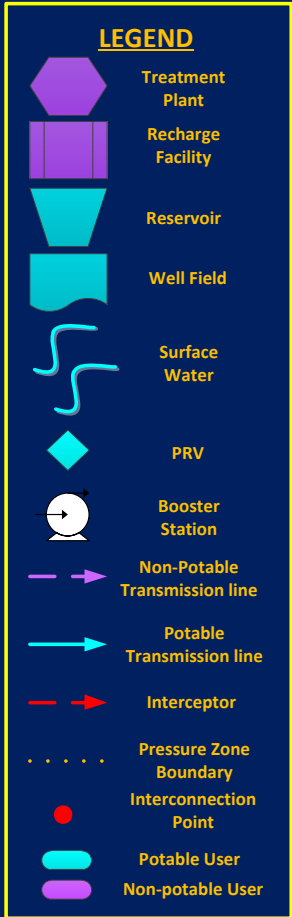 LEGEND
Treatment
Plant
Recharge
Facility
Reservoir
Well Field
Surface
Water
PRV
Booster
Station
Non-Potable
Transmission line
Potable
Transmission line
Interceptor
Pressure Zone
Boundary
Interconnection
Point
Potable User
Non-potable User